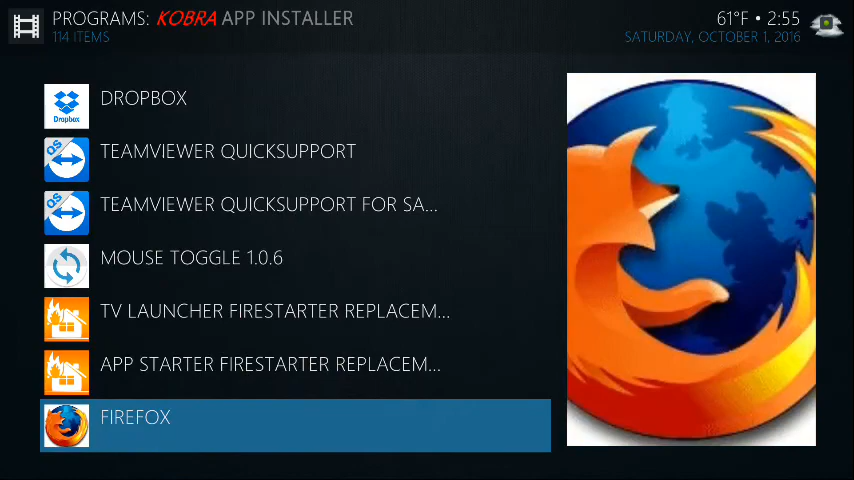 PROGRAMS: KOBRA APP INSTALLER
114 ITEMS
61°F • 2:55
SATURDAY, OCTOBER 1, 2016
DROPBOX
Dropbox
TEAMVIEWER QUICKSUPPORT
QS
TEAMVIEWER QUICKSUPPORT FOR SA...
QS
MOUSE TOGGLE 1.0.6
TV LAUNCHER FIRESTARTER REPLACEM...
APP STARTER FIRESTARTER REPLACEM...
FIREFOX